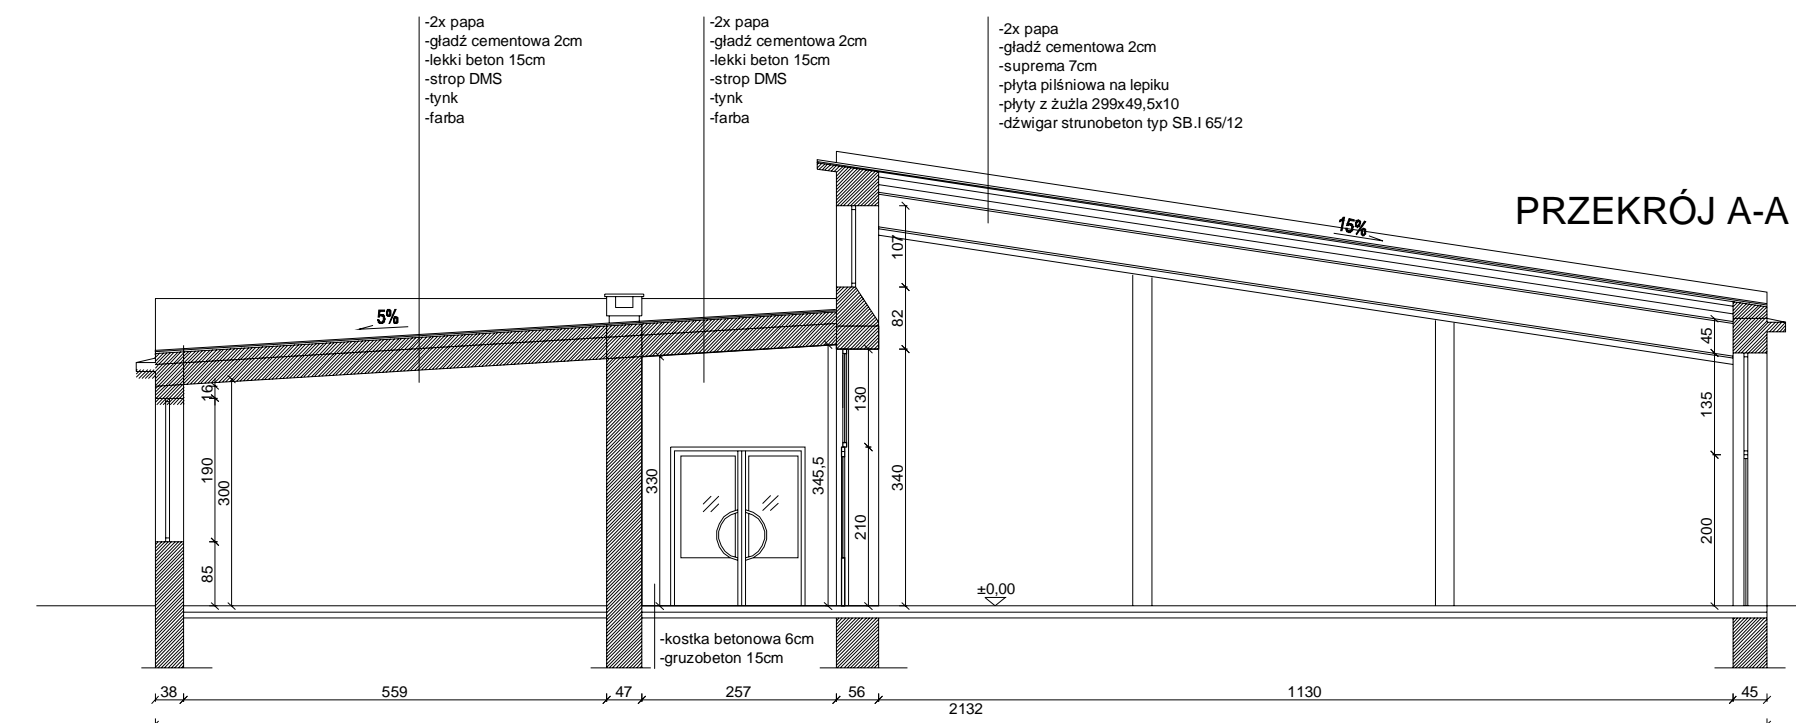 -2x papa
-gładź cementowa 2cm
-lekki beton 15cm
-strop DMS
-tynk
-farba
-2x papa
-gładź cementowa 2cm
-lekki beton 15cm
-strop DMS
-tynk
-farba
-2x papa
-gładź cementowa 2cm
-suprema 7cm
-płyta pilśniowa na lepiku
-płyty z żużla 299x49,5x10
-dźwigar strunobeton typ SB.I 65/12
PRZEKRÓJ A-A
15%
5%
107
82
45
16
130
135
190
300
330
345,5
340
210
200
85
±0,00
-kostka betonowa 6cm
-gruzobeton 15cm
38
559
47
257
56
1130
45
2132